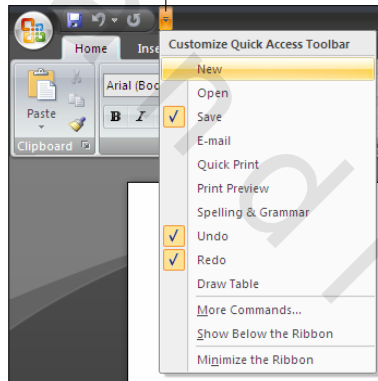 Home Inse
Customize Quick Access Toolbar
New
Arial (Boo
Open
Paste
B I
Save
E-mail
Clipboard
Quick Print
Print Preview
Spelling & Grammar
Undo
Redo
Draw Table
More Commands...
Show Below the Ribbon
Minimize the Ribbon